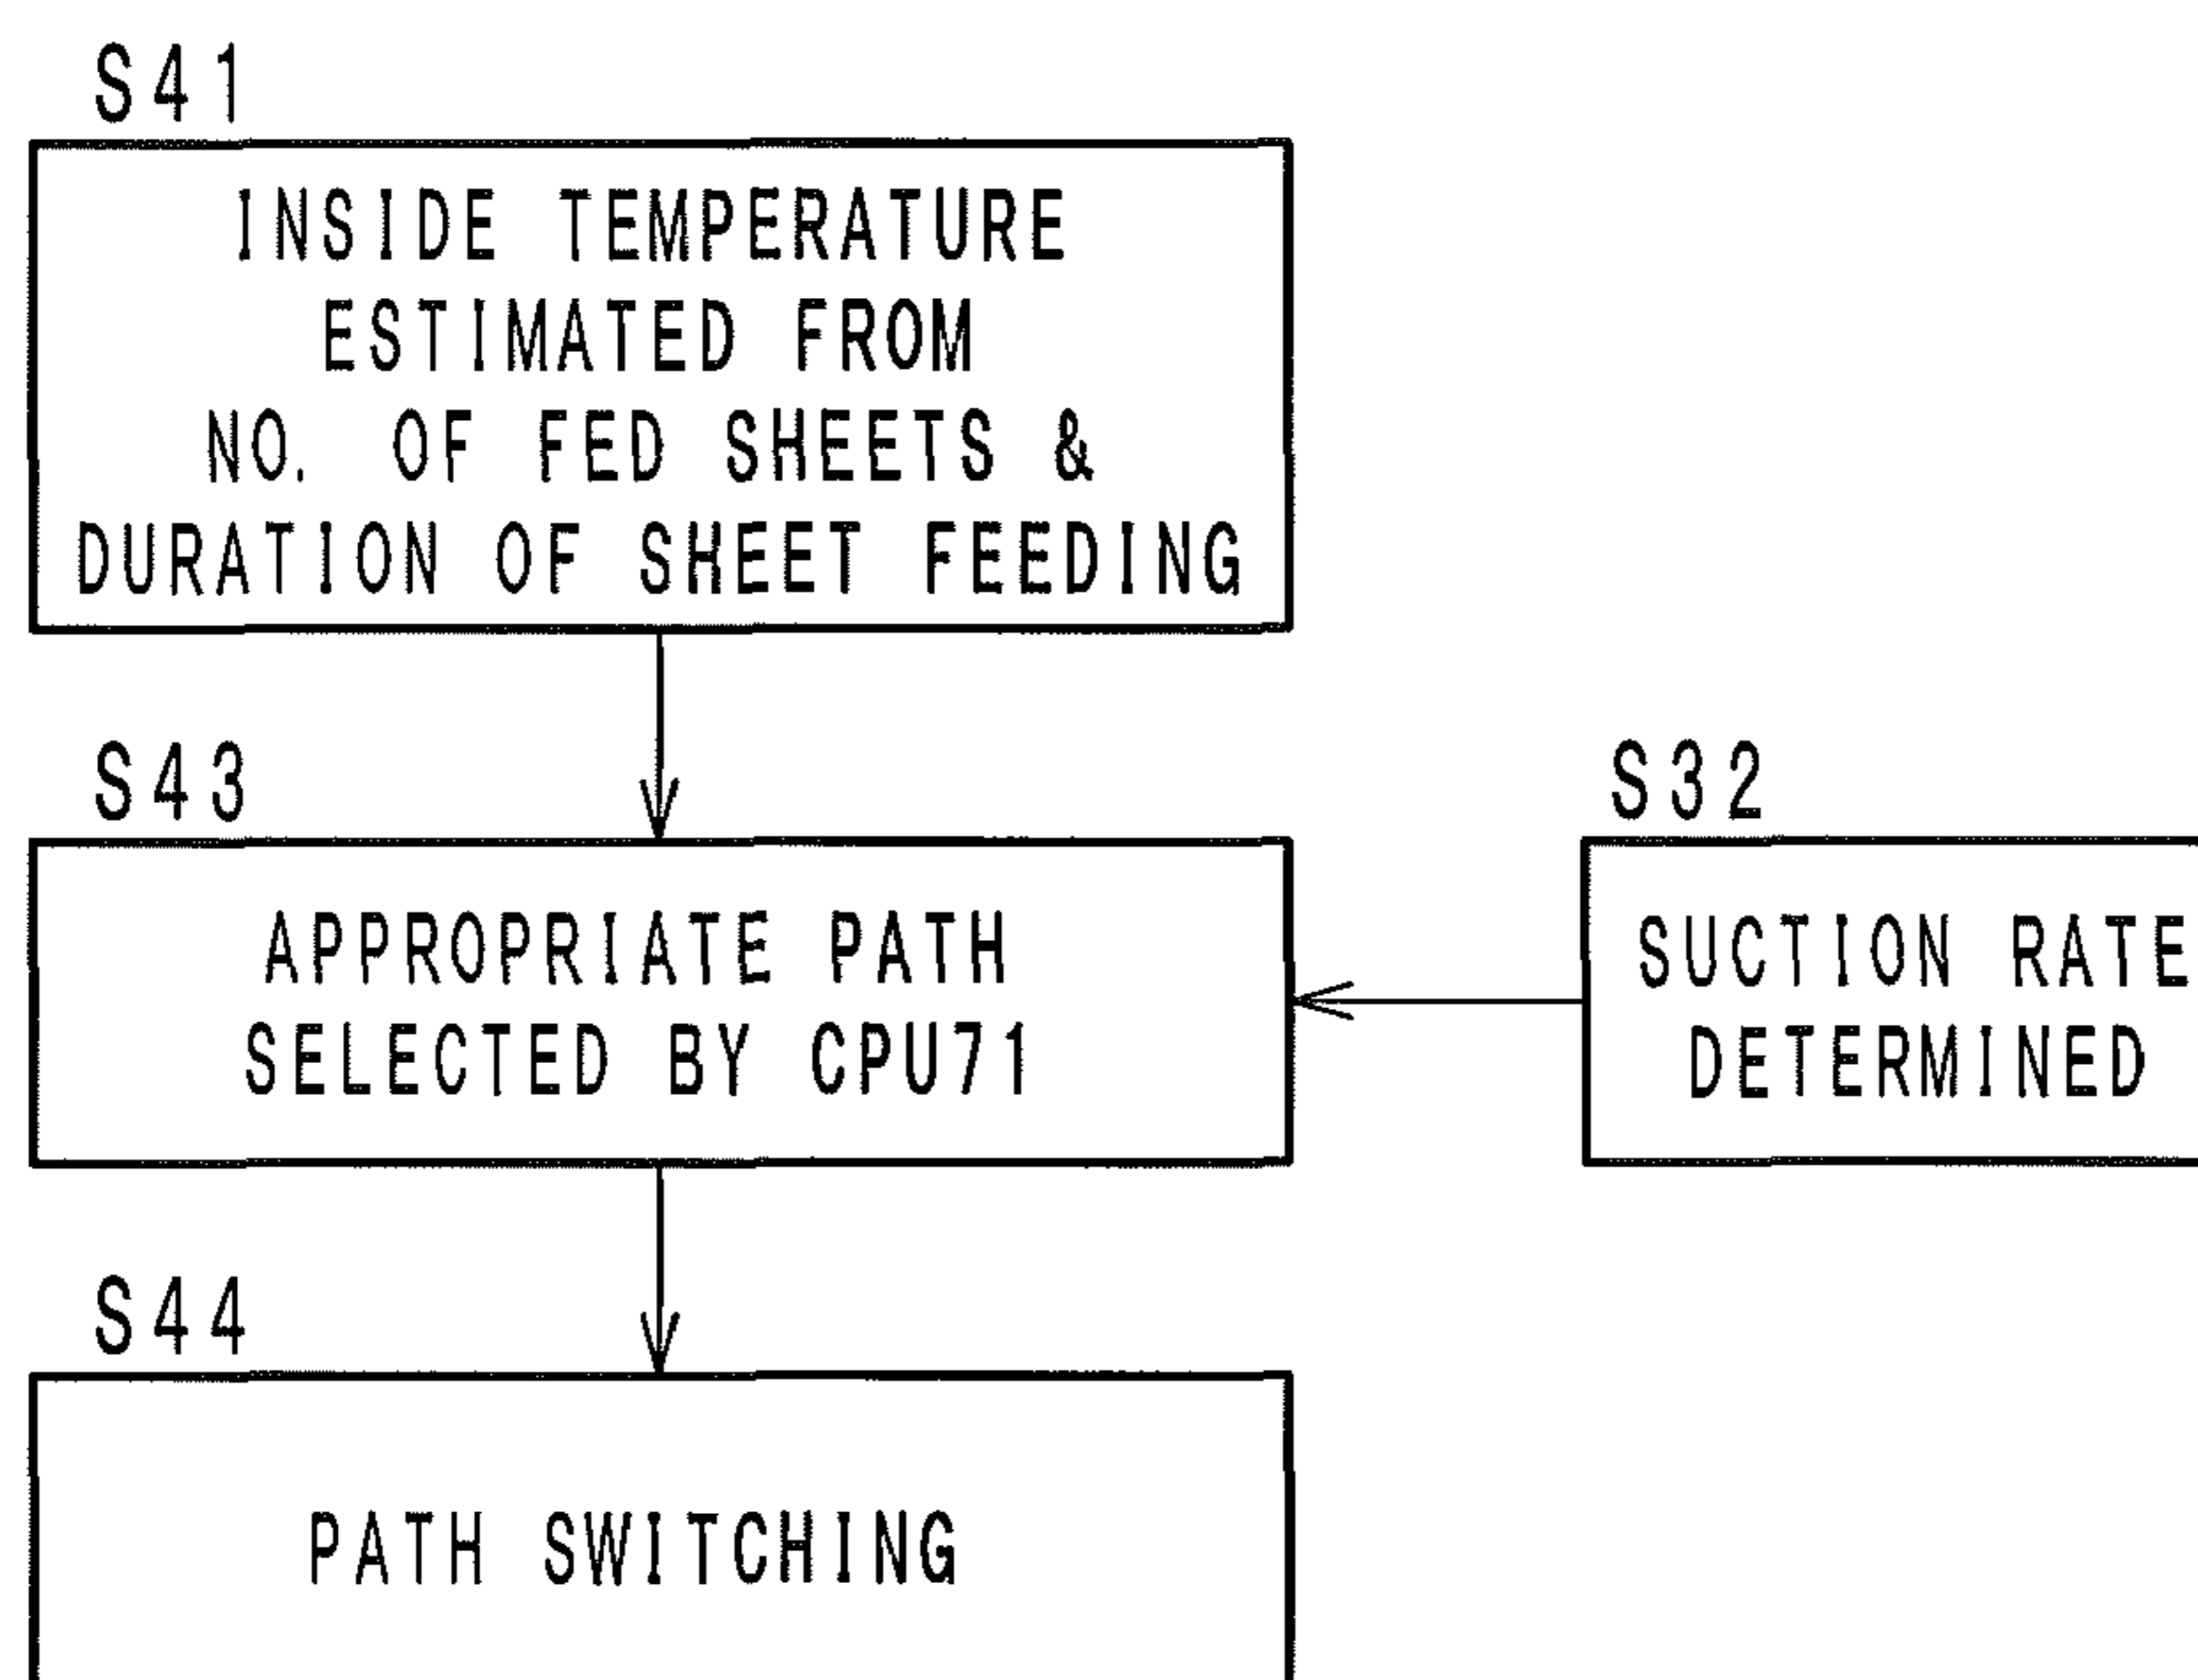 S41
INSIDE TEMPERATURE
ESTIMATED FROM
NO. OF FED SHEETS &
DURATION OF SHEET FEEDING
S43
APPROPRIATE PATH
SELECTED BY CPU71
S32
SUCTION RATE
DETERMINED
S44
PATH SWITCHING